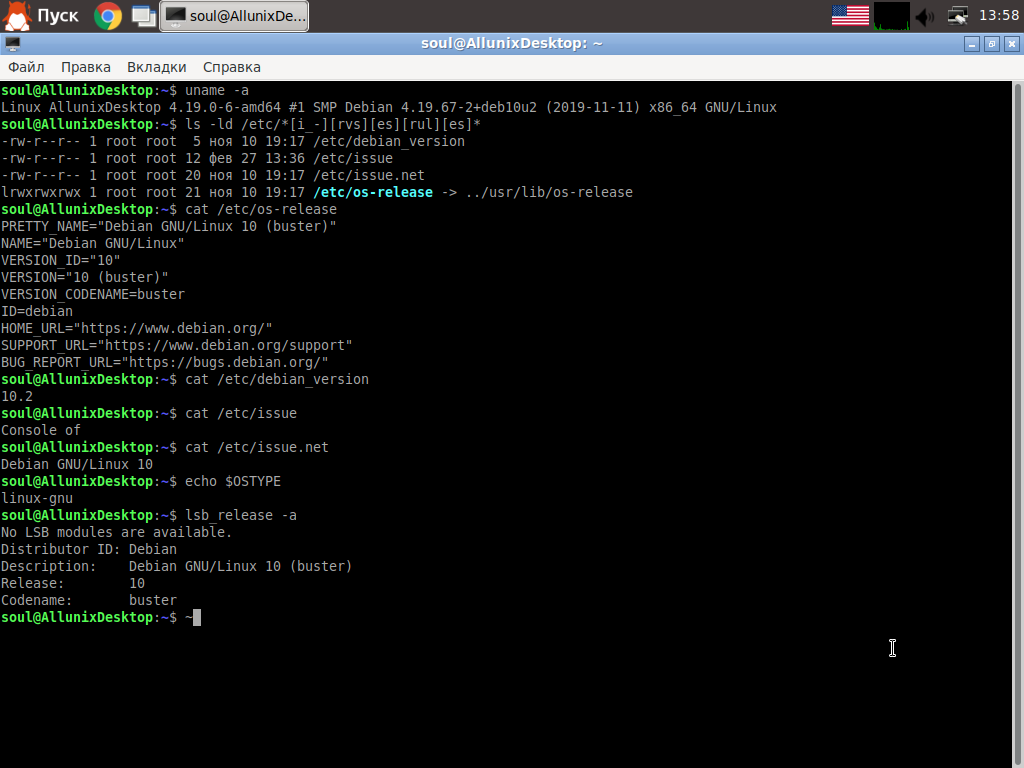 Пуск
soul@AllunixDe...
13:58
soul@AllunixDesktop: ~
Файл Правка Вкладки Справка
soul@AllunixDesktop:~$ uname -a
Linux AllunixDesktop 4.19.0-6-amd64 #1 SMP Debian 4.19.67-2+deb10u2 (2019-11-11) x86_64 GNU/Linux
soul@AllunixDesktop:~$ ls -ld /etc/*[i_-][rvs][es][rul][es]*
-rw-r--r-- 1 root root  5 ноя 10 19:17 /etc/debian_version
-rw-r--r-- 1 root root 12 фев 27 13:36 /etc/issue
-rw-r--r-- 1 root root 20 ноя 10 19:17 /etc/issue.net
lrwxrwxrwx 1 root root 21 ноя 10 19:17 /etc/os-release -> ../usr/lib/os-release
soul@AllunixDesktop:~$ cat /etc/os-release
PRETTY_NAME="Debian GNU/Linux 10 (buster)"
NAME="Debian GNU/Linux"
VERSION_ID="10"
VERSION="10 (buster)"
VERSION_CODENAME=buster
ID=debian
HOME_URL="https://www.debian.org/"
SUPPORT_URL="https://www.debian.org/support"
BUG_REPORT_URL="https://bugs.debian.org/"
soul@AllunixDesktop:~$ cat /etc/debian_version
10.2
soul@AllunixDesktop:~$ cat /etc/issue
Console of
soul@AllunixDesktop:~$ cat /etc/issue.net
Debian GNU/Linux 10
soul@AllunixDesktop:~$ echo $OSTYPE
linux-gnu
soul@AllunixDesktop:~$ lsb_release -a
No LSB modules are available.
Distributor ID: Debian
Description:    Debian GNU/Linux 10 (buster)
Release:        10
Codename:       buster
soul@AllunixDesktop:~$ ~